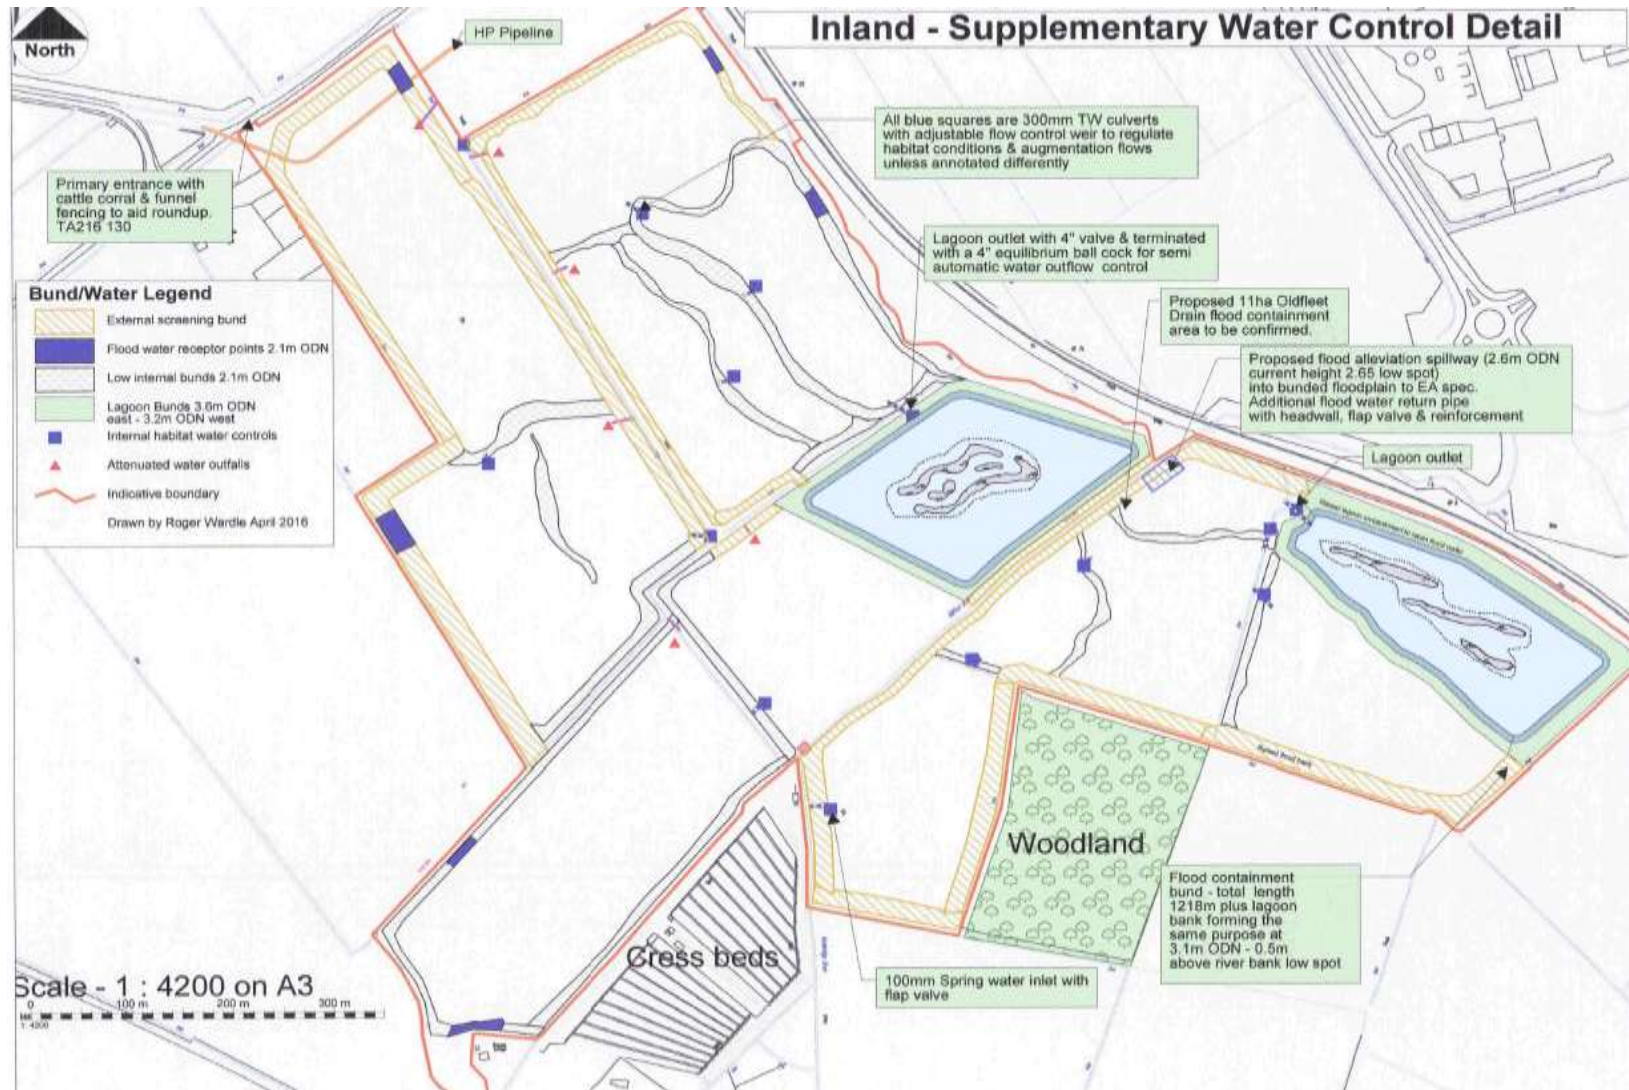 Inland - Supplementary Water Control Detail
North
HP Pipeline
All blue squares are 300mm TW culverts
with adjustable flow control weir to regulate
habitat conditions & augmentation flows
unless annotated differently
Primary entrance with
cattle corral & funnel
fencing to aid roundup.
TA216 130
Lagoon outlet with 4" valve & terminated
with a 4" equilibrium ball cock for semi
automatic water outflow control
Proposed 11ha Oldfleet
Drain flood containment
area to be confirmed.
Proposed flood alleviation spillway (2.6m ODN
current height 2.65 low spot)
into bunded floodplain to EA spec.
Additional flood water return pipe
with headwall, flap valve & reinforcement
Lagoon outlet
Bund/Water Legend
External screening bund
Flood water receptor points 2.1m ODN
Low internal bunds 2.1m ODN
Lagoon Bunds 3.6m ODN
east - 3.2m ODN west
Internal habitat water controls
Attenuated water outfalls
Indicative boundary
Drawn by Roger Wardle April 2016
Woodland
Flood containment
bund - total length
1218m plus lagoon
bank forming the
same purpose at
3.1m ODN - 0.5m
above river bank low spot
Cress beds
100mm Spring water inlet with
flap valve
Scale - 1 : 4200 on A3
0 100 m 200 m 300 m
1: 4200